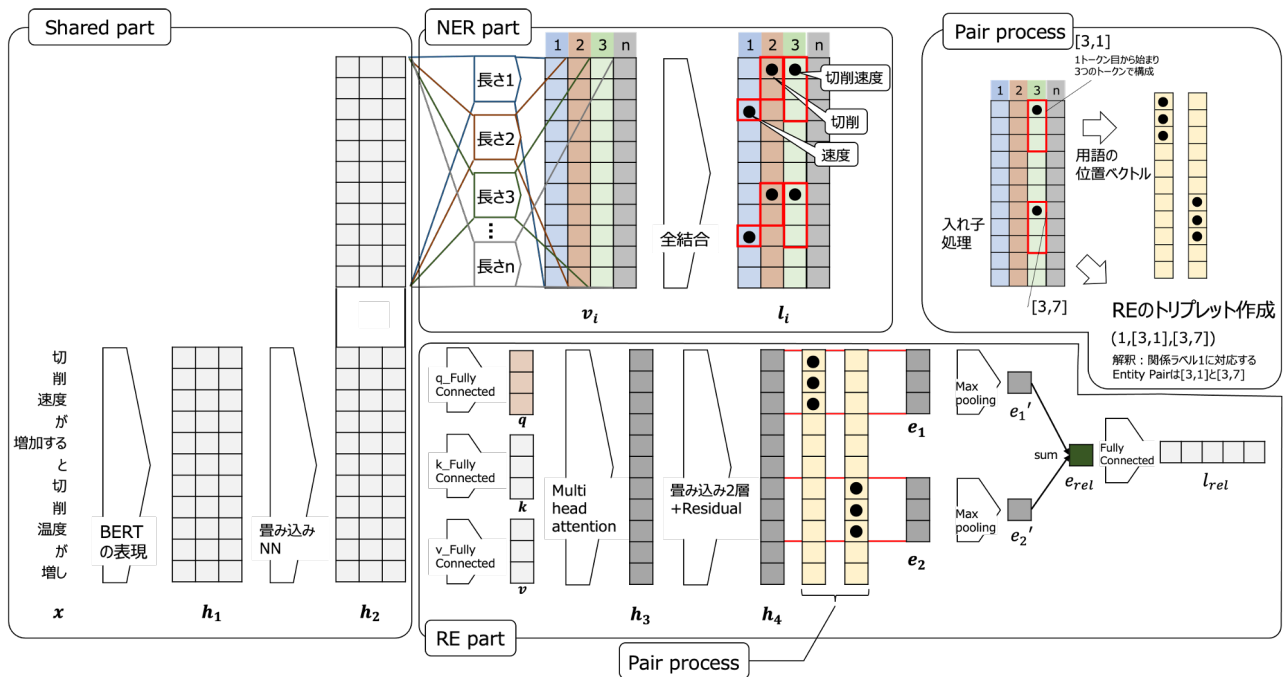 Shared part
切
削
速度
が
増加する
と
切
削
温度
が
増し
x
BERT
の表現
h1
畳み込み
NN
h2
NER part
長さ1
長さ2
長さ3
⋮
長さn
1 2 3 n
vi
全結合
1 2 3 n
切削速度
切削
速度
li
Pair process
[3,1]
1トークン目から始まり
3つのトークンで構成
1 2 3 n
用語の
位置ベクトル
入れ子
処理
[3,7]
REのトリプレット作成
(1,[3,1],[3,7])
解釈：関係ラベル1に対応する
Entity Pairは[3,1]と[3,7]
q_Fully
Connected
q
k_Fully
Connected
k
v_Fully
Connected
v
Multi
head
attention
h3
畳み込み2層
+Residual
h4
e1
e2
Max
pooling
e1'
Max
pooling
e2'
sum
erel
Fully
Connected
lrel
RE part
Pair process